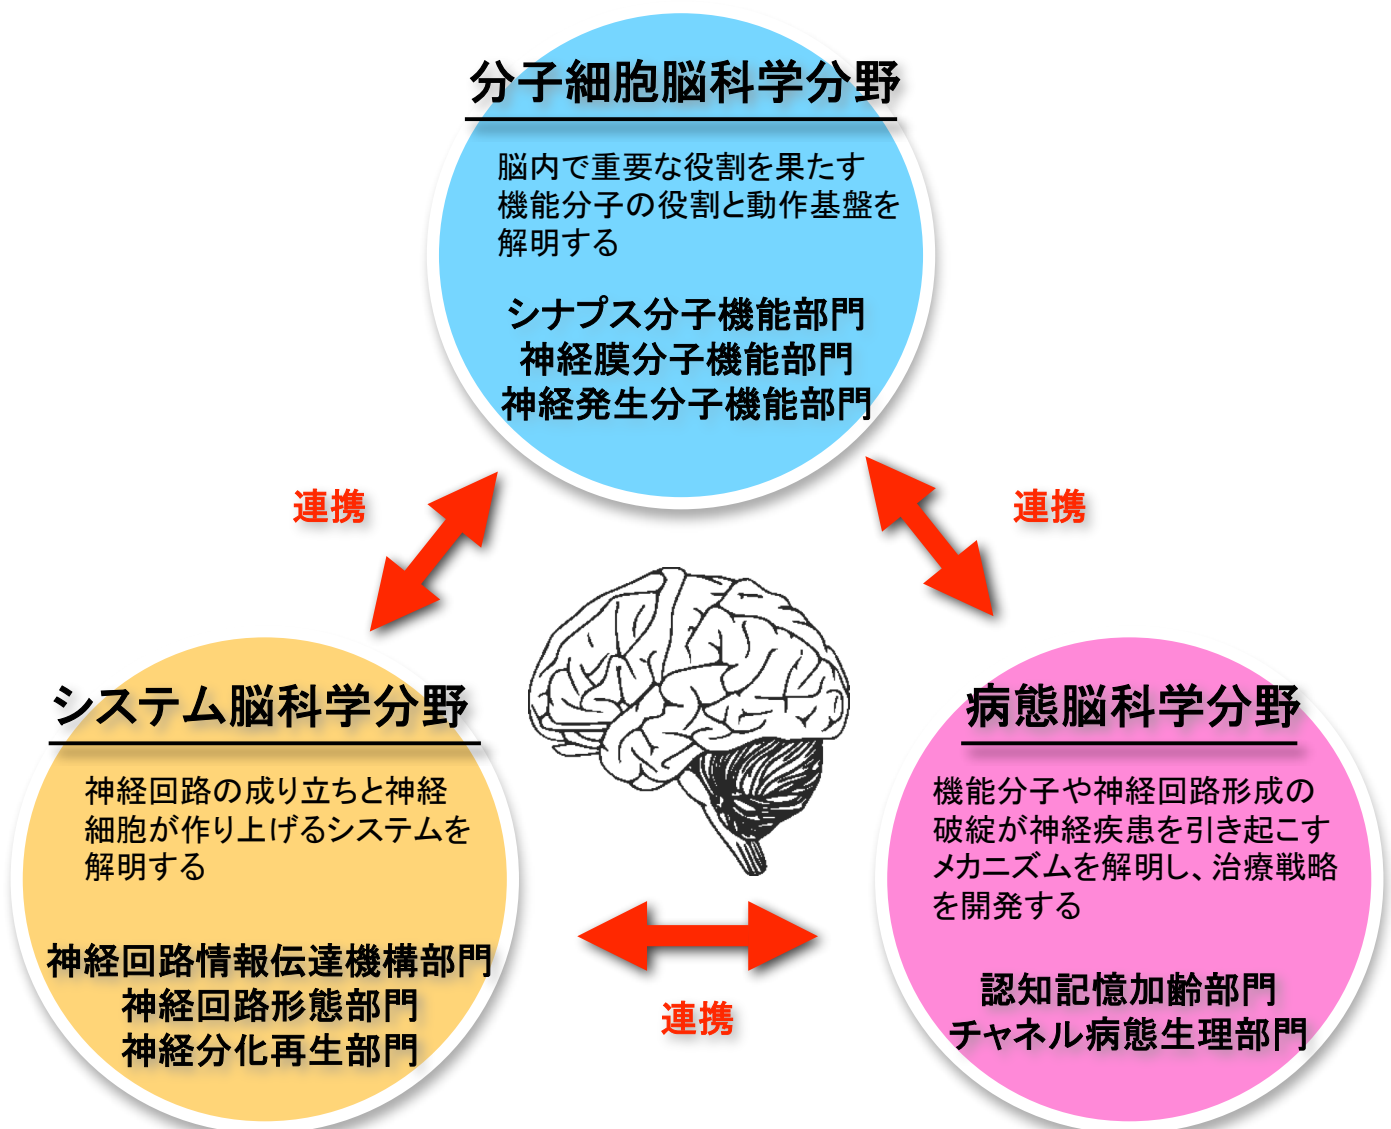 分子細胞脳科学分野
脳内で重要な役割を果たす
機能分子の役割と動作基盤を
解明する
シナプス分子機能部門
神経膜分子機能部門
神経発生分子機能部門
連携
連携
システム脳科学分野
神経回路の成り立ちと神経
細胞が作り上げるシステムを
解明する
神経回路情報伝達機構部門
神経回路形態部門
神経分化再生部門
病態脳科学分野
機能分子や神経回路形成の
破綻が神経疾患を引き起こす
メカニズムを解明し、治療戦略
を開発する
認知記憶加齢部門
チャネル病態生理部門
連携